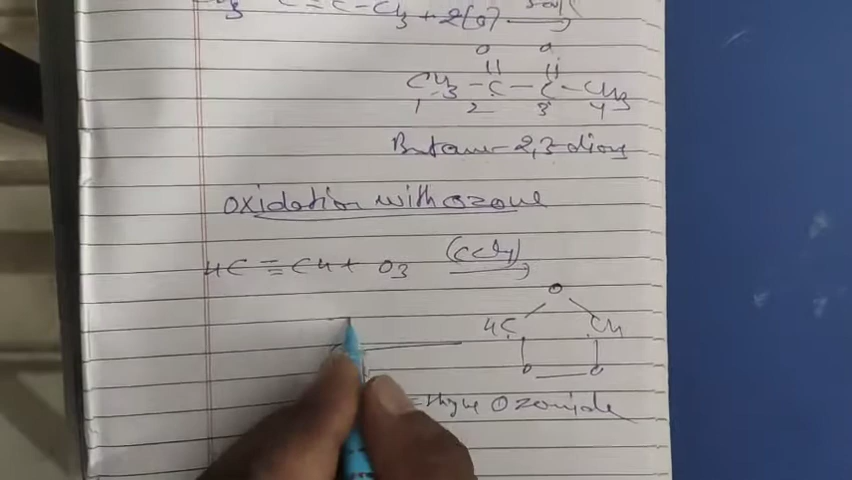 C ≡ C - CH3 + 2[O] →
O O
|| ||
CH3 - C - C - CH3
1 2 3 4
Butane-2,3-dione
oxidation with ozone
HC ≡ CH + O3 (CCl4) →
O
HC CH
O — O
Ozonide